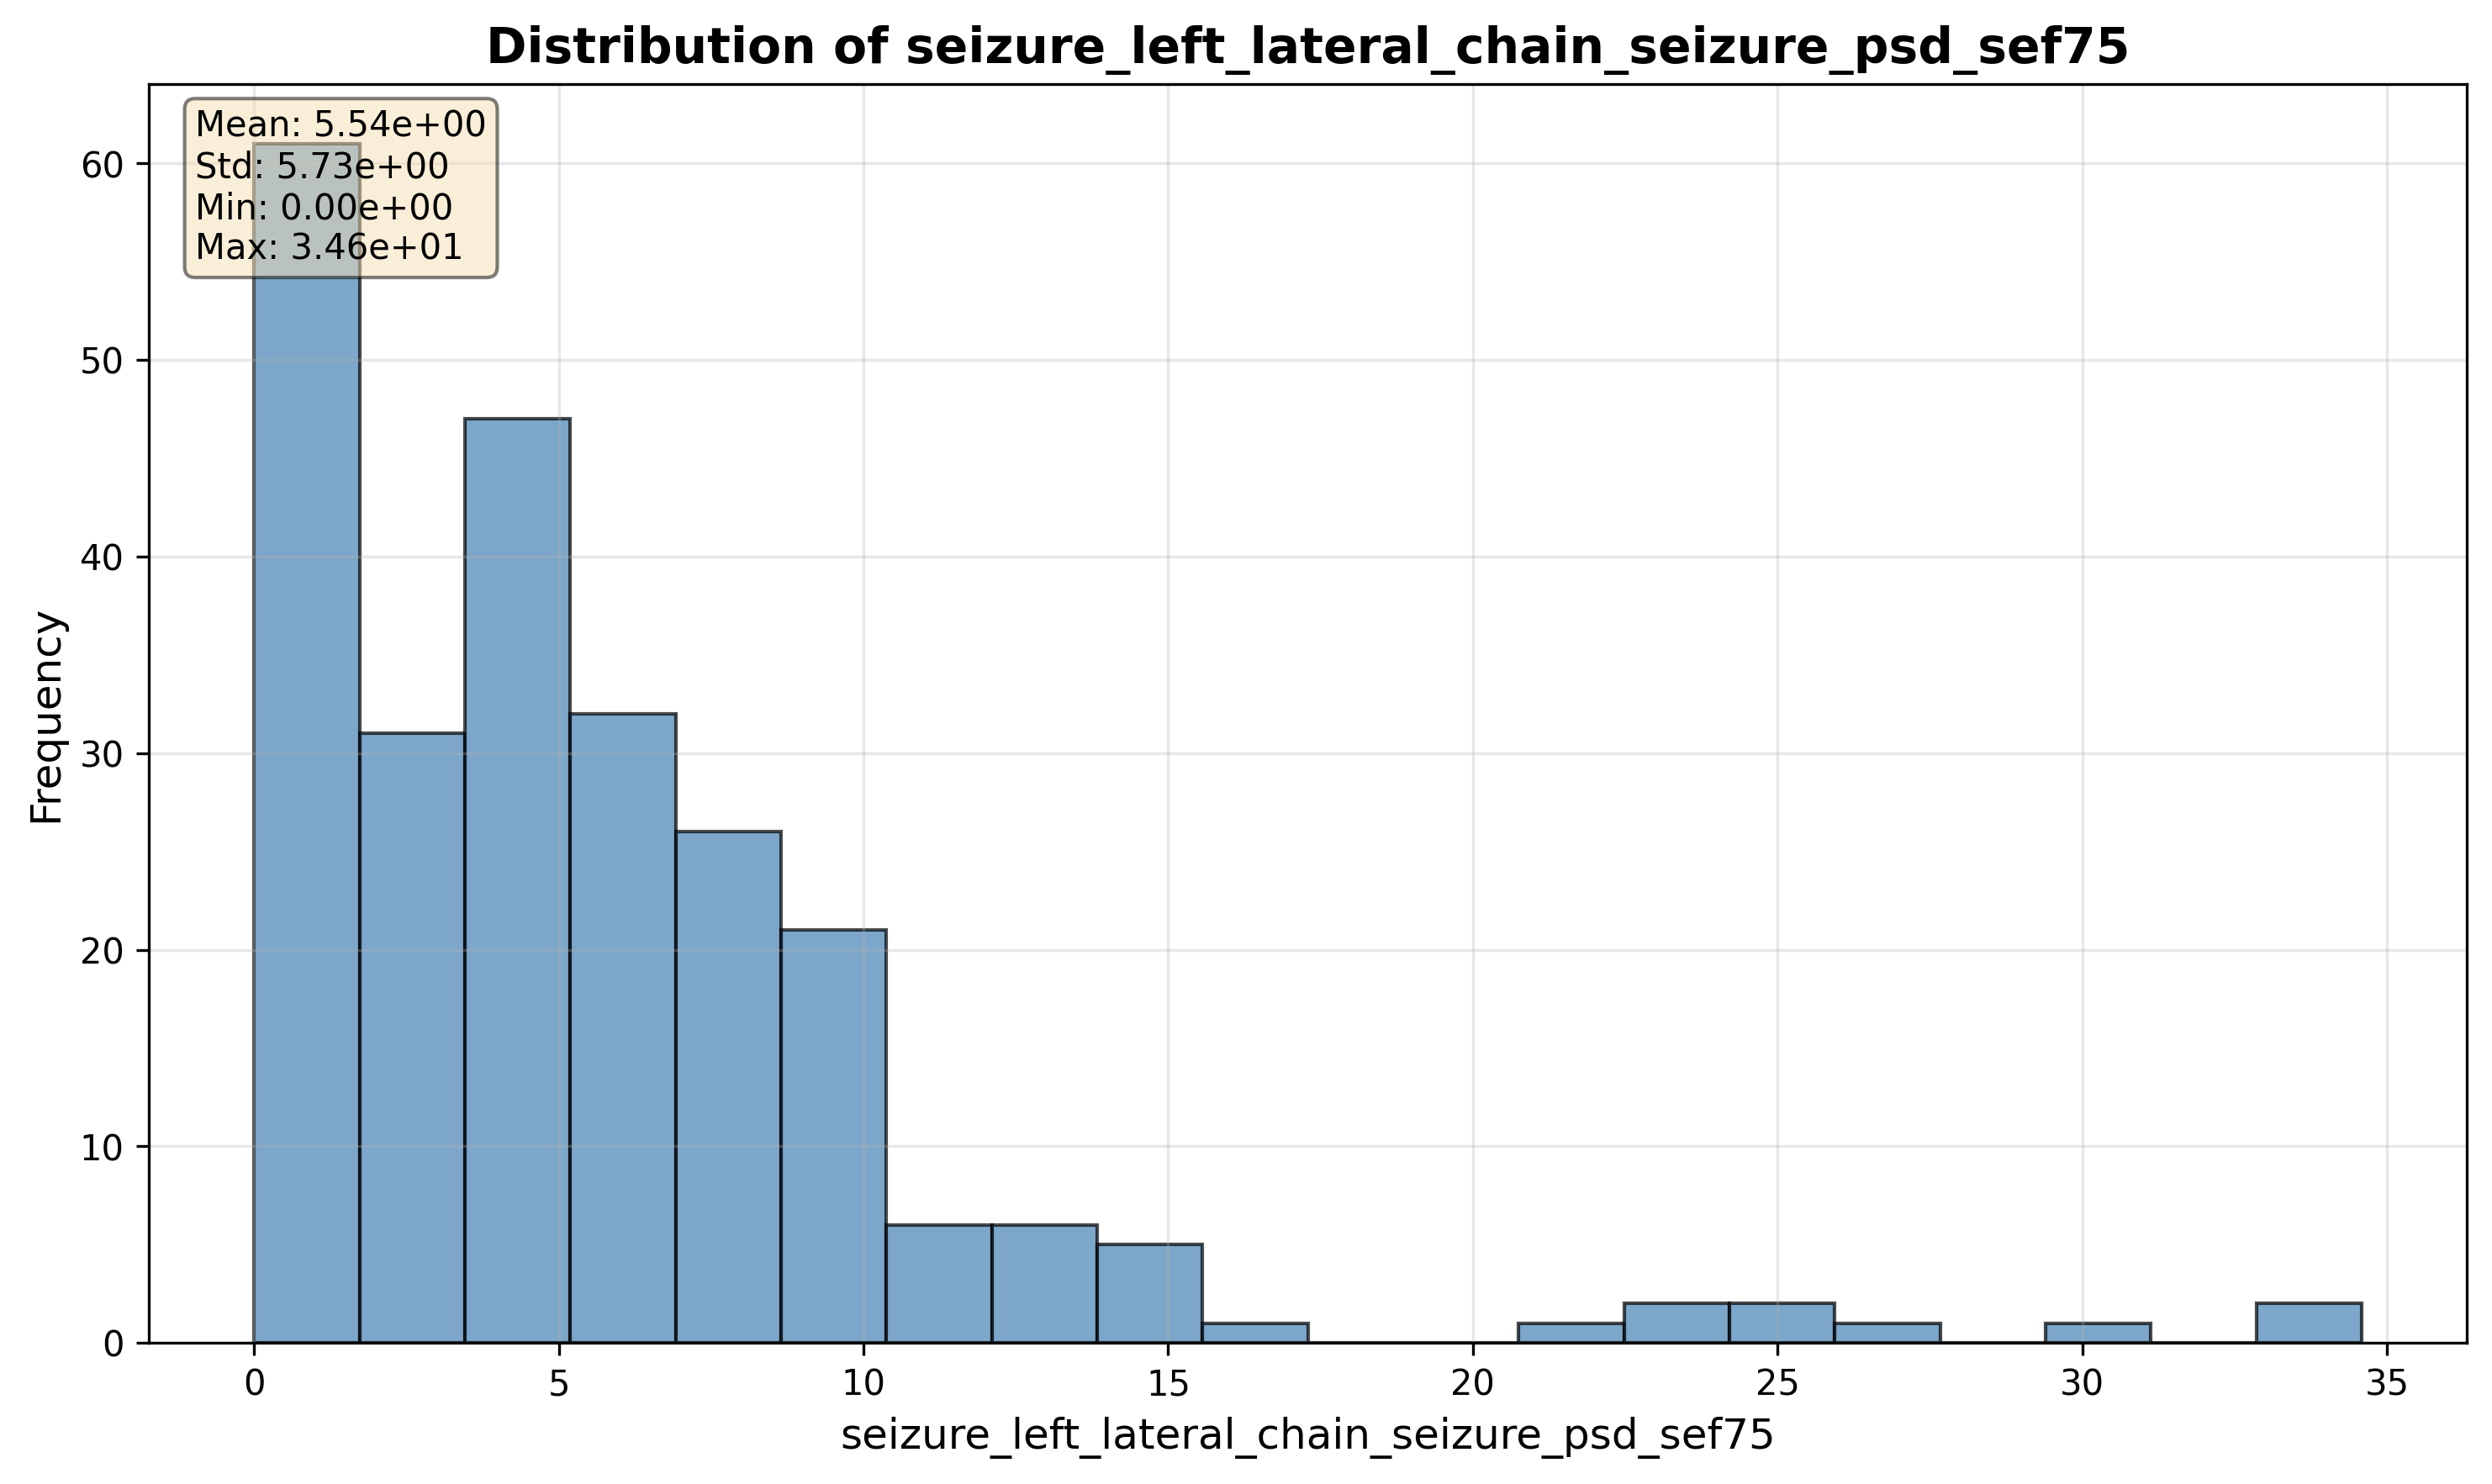 Distribution of seizure_left_lateral_chain_seizure_psd_sef75
Mean: 5.54e+00
Std: 5.73e+00
Min: 0.00e+00
Max: 3.46e+01
60
50
40
30
20
10
0
Frequency
0 5 10 15 20 25 30 35
seizure_left_lateral_chain_seizure_psd_sef75